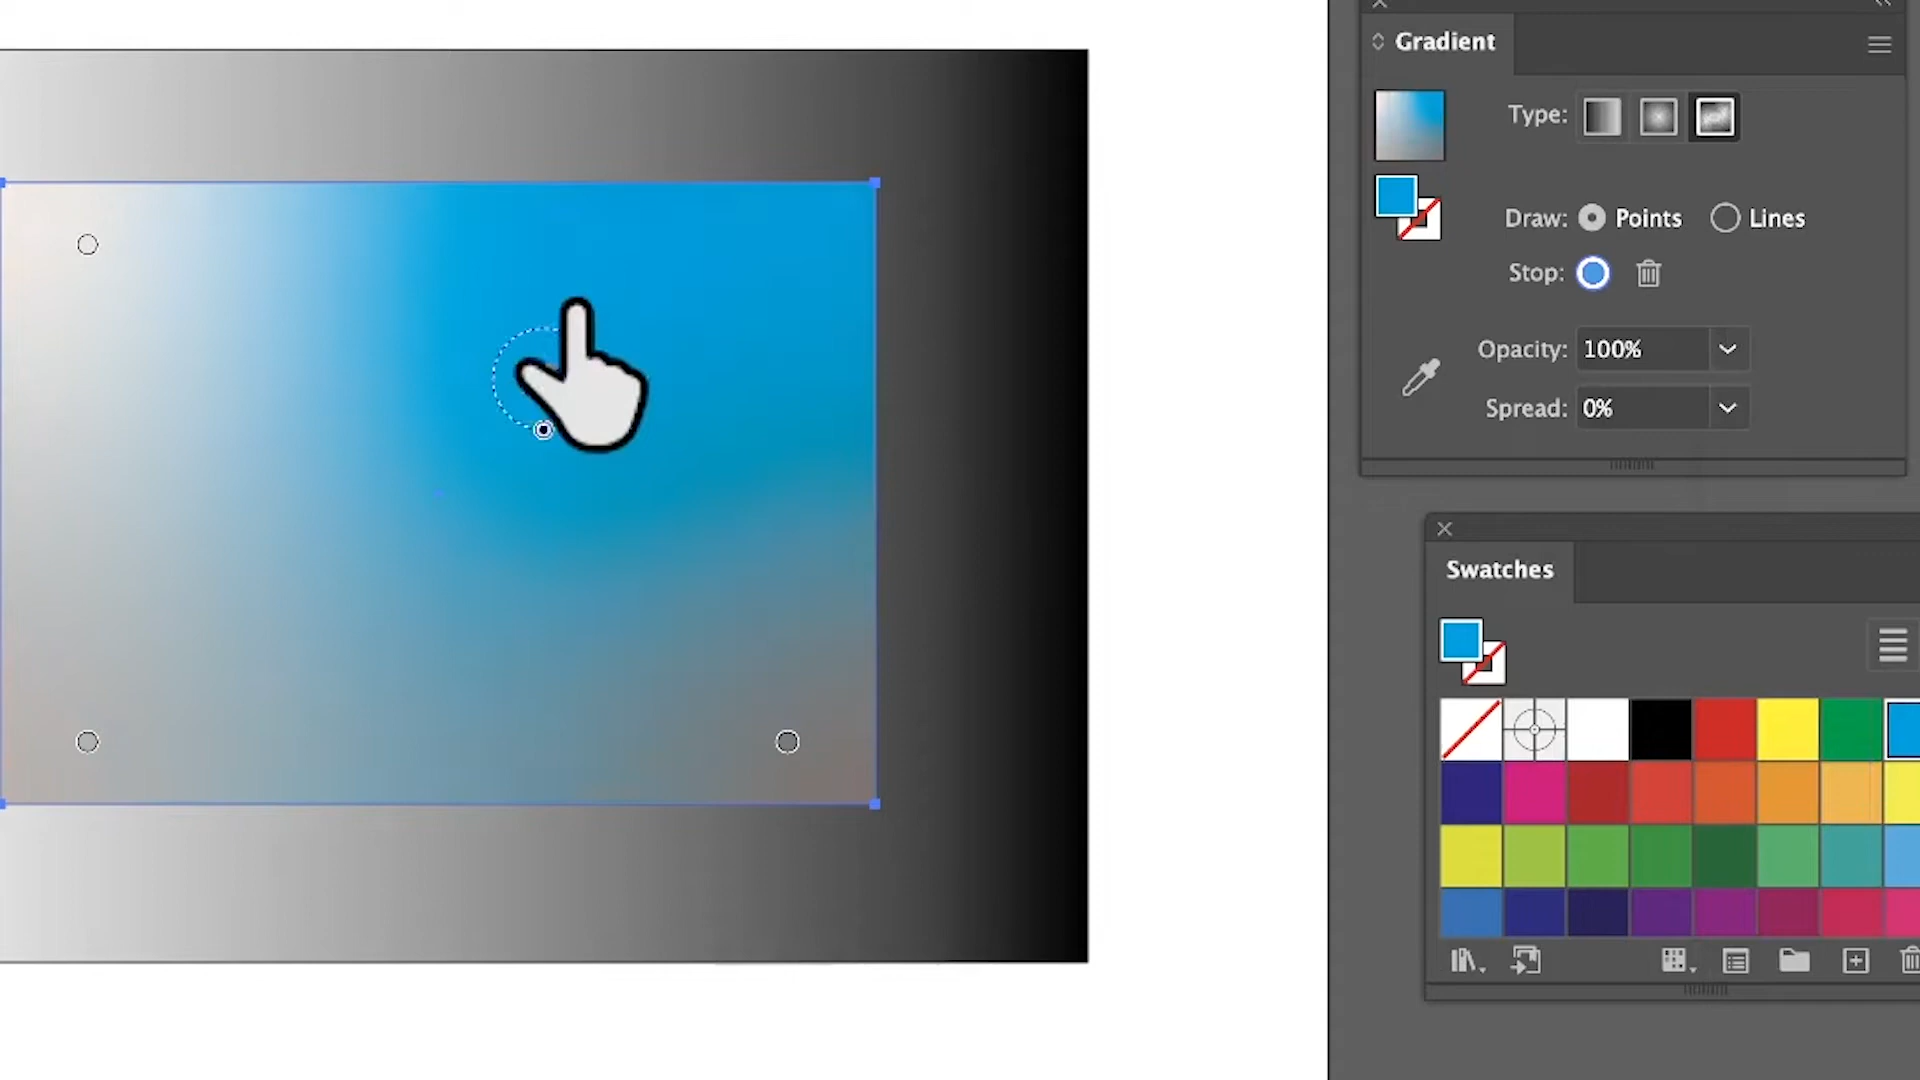 Gradient
Type:
Draw: Points Lines
Stop:
Opacity: 100%
Spread: 0%
Swatches